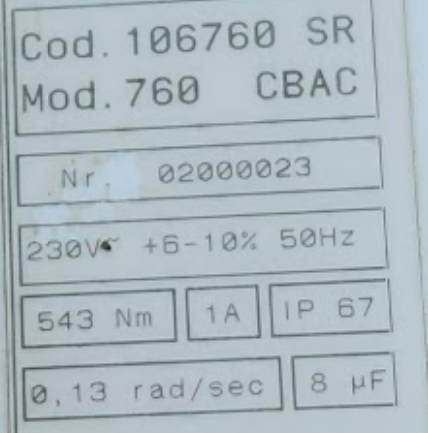 Cod. 106760 SR
Mod. 760 CBAC
Nr. 02000023
230V~ +6-10% 50Hz
543 Nm 1A IP 67
0,13 rad/sec 8 µF